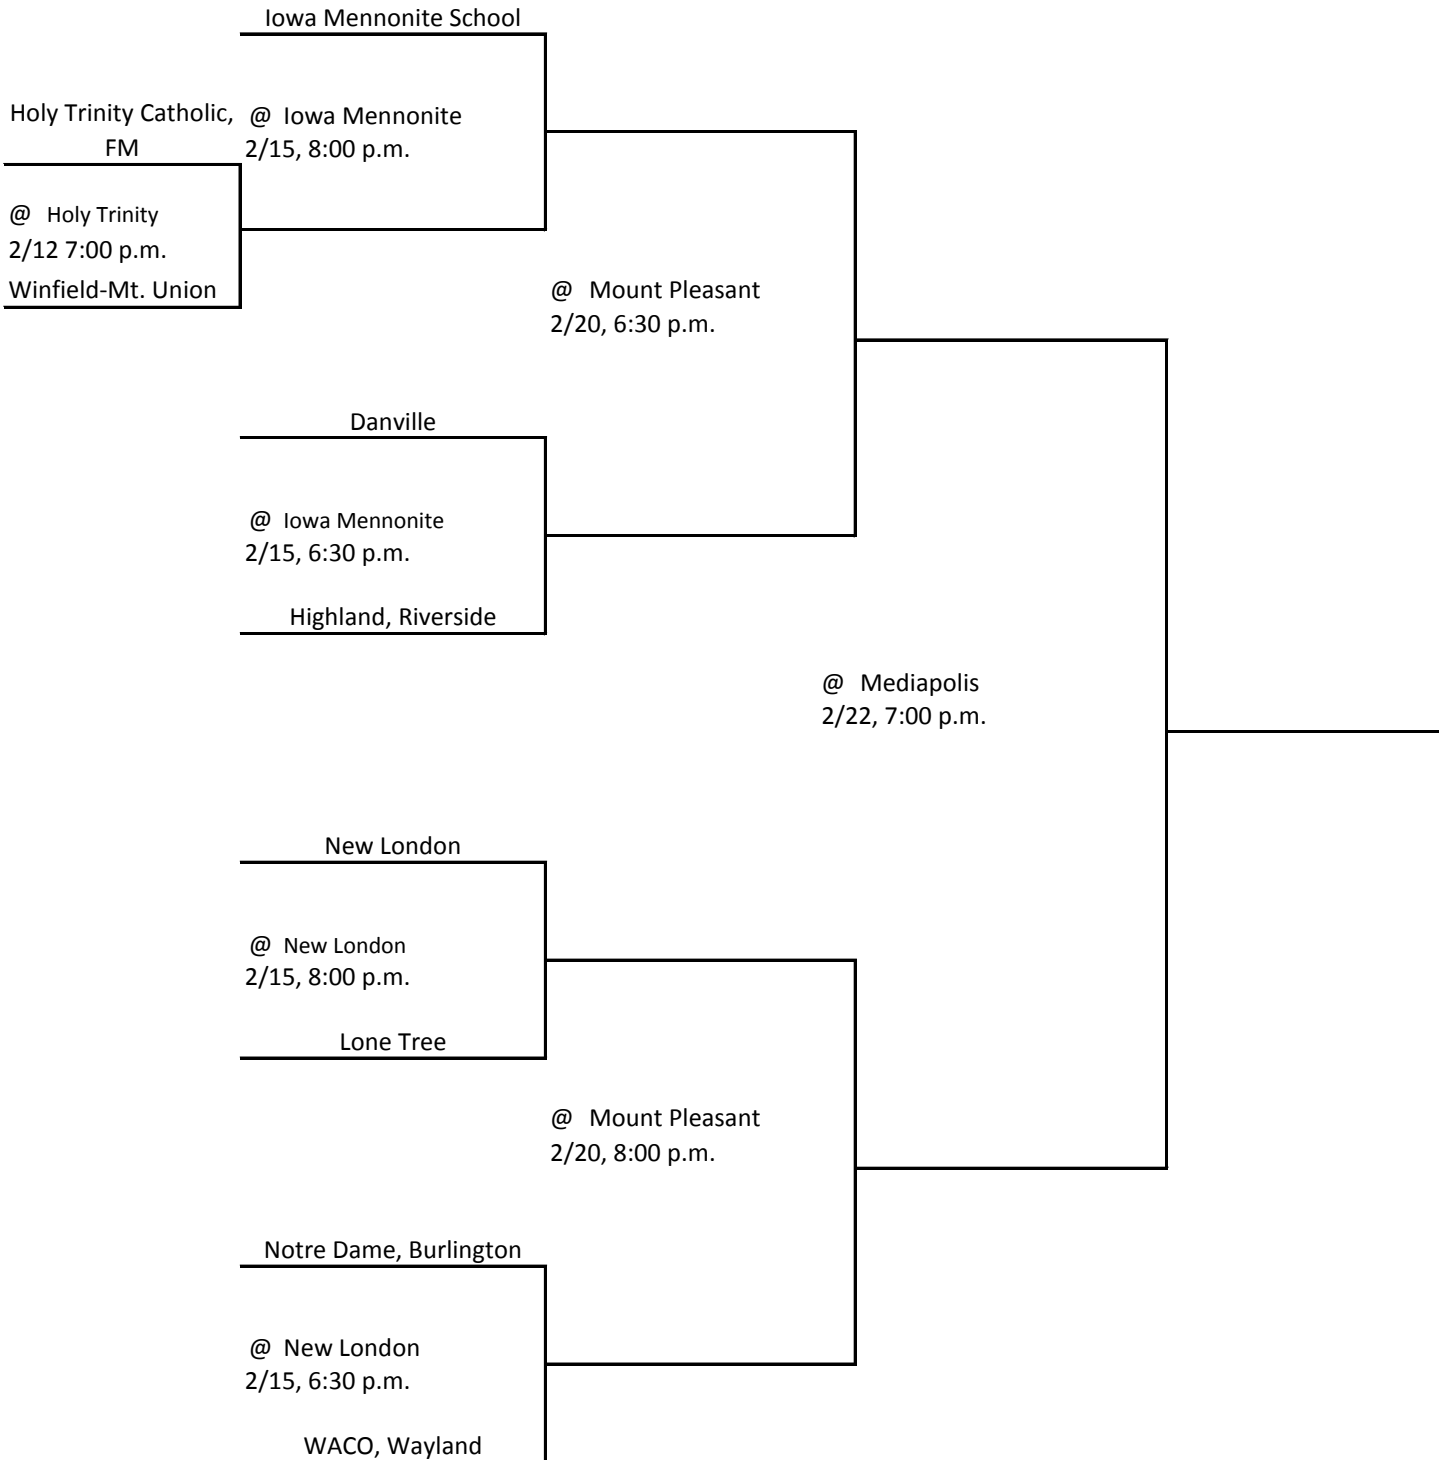 Iowa Mennonite School
Holy Trinity Catholic,
FM
@ Iowa Mennonite
2/15, 8:00 p.m.
@ Holy Trinity
2/12 7:00 p.m.
Winfield-Mt. Union
@ Mount Pleasant
2/20, 6:30 p.m.
Danville
@ Iowa Mennonite
2/15, 6:30 p.m.
Highland, Riverside
@ Mediapolis
2/22, 7:00 p.m.
New London
@ New London
2/15, 8:00 p.m.
Lone Tree
@ Mount Pleasant
2/20, 8:00 p.m.
Notre Dame, Burlington
@ New London
2/15, 6:30 p.m.
WACO, Wayland